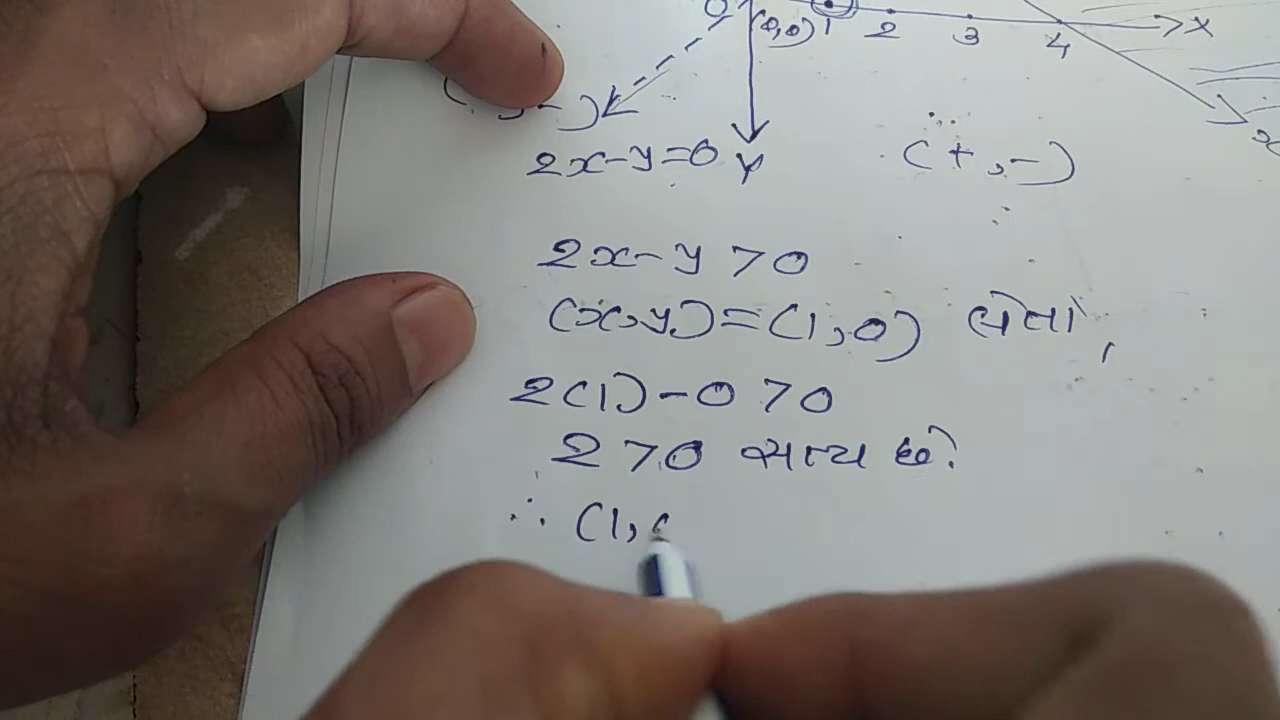 0 (0,0) 1 2 3 4 X
2x-y=0 Y (+,-)
2x-y>0
(x,y)=(1,0) લેતાં,
2(1)-0>0
2>0 સત્ય છે.
∴ (1,